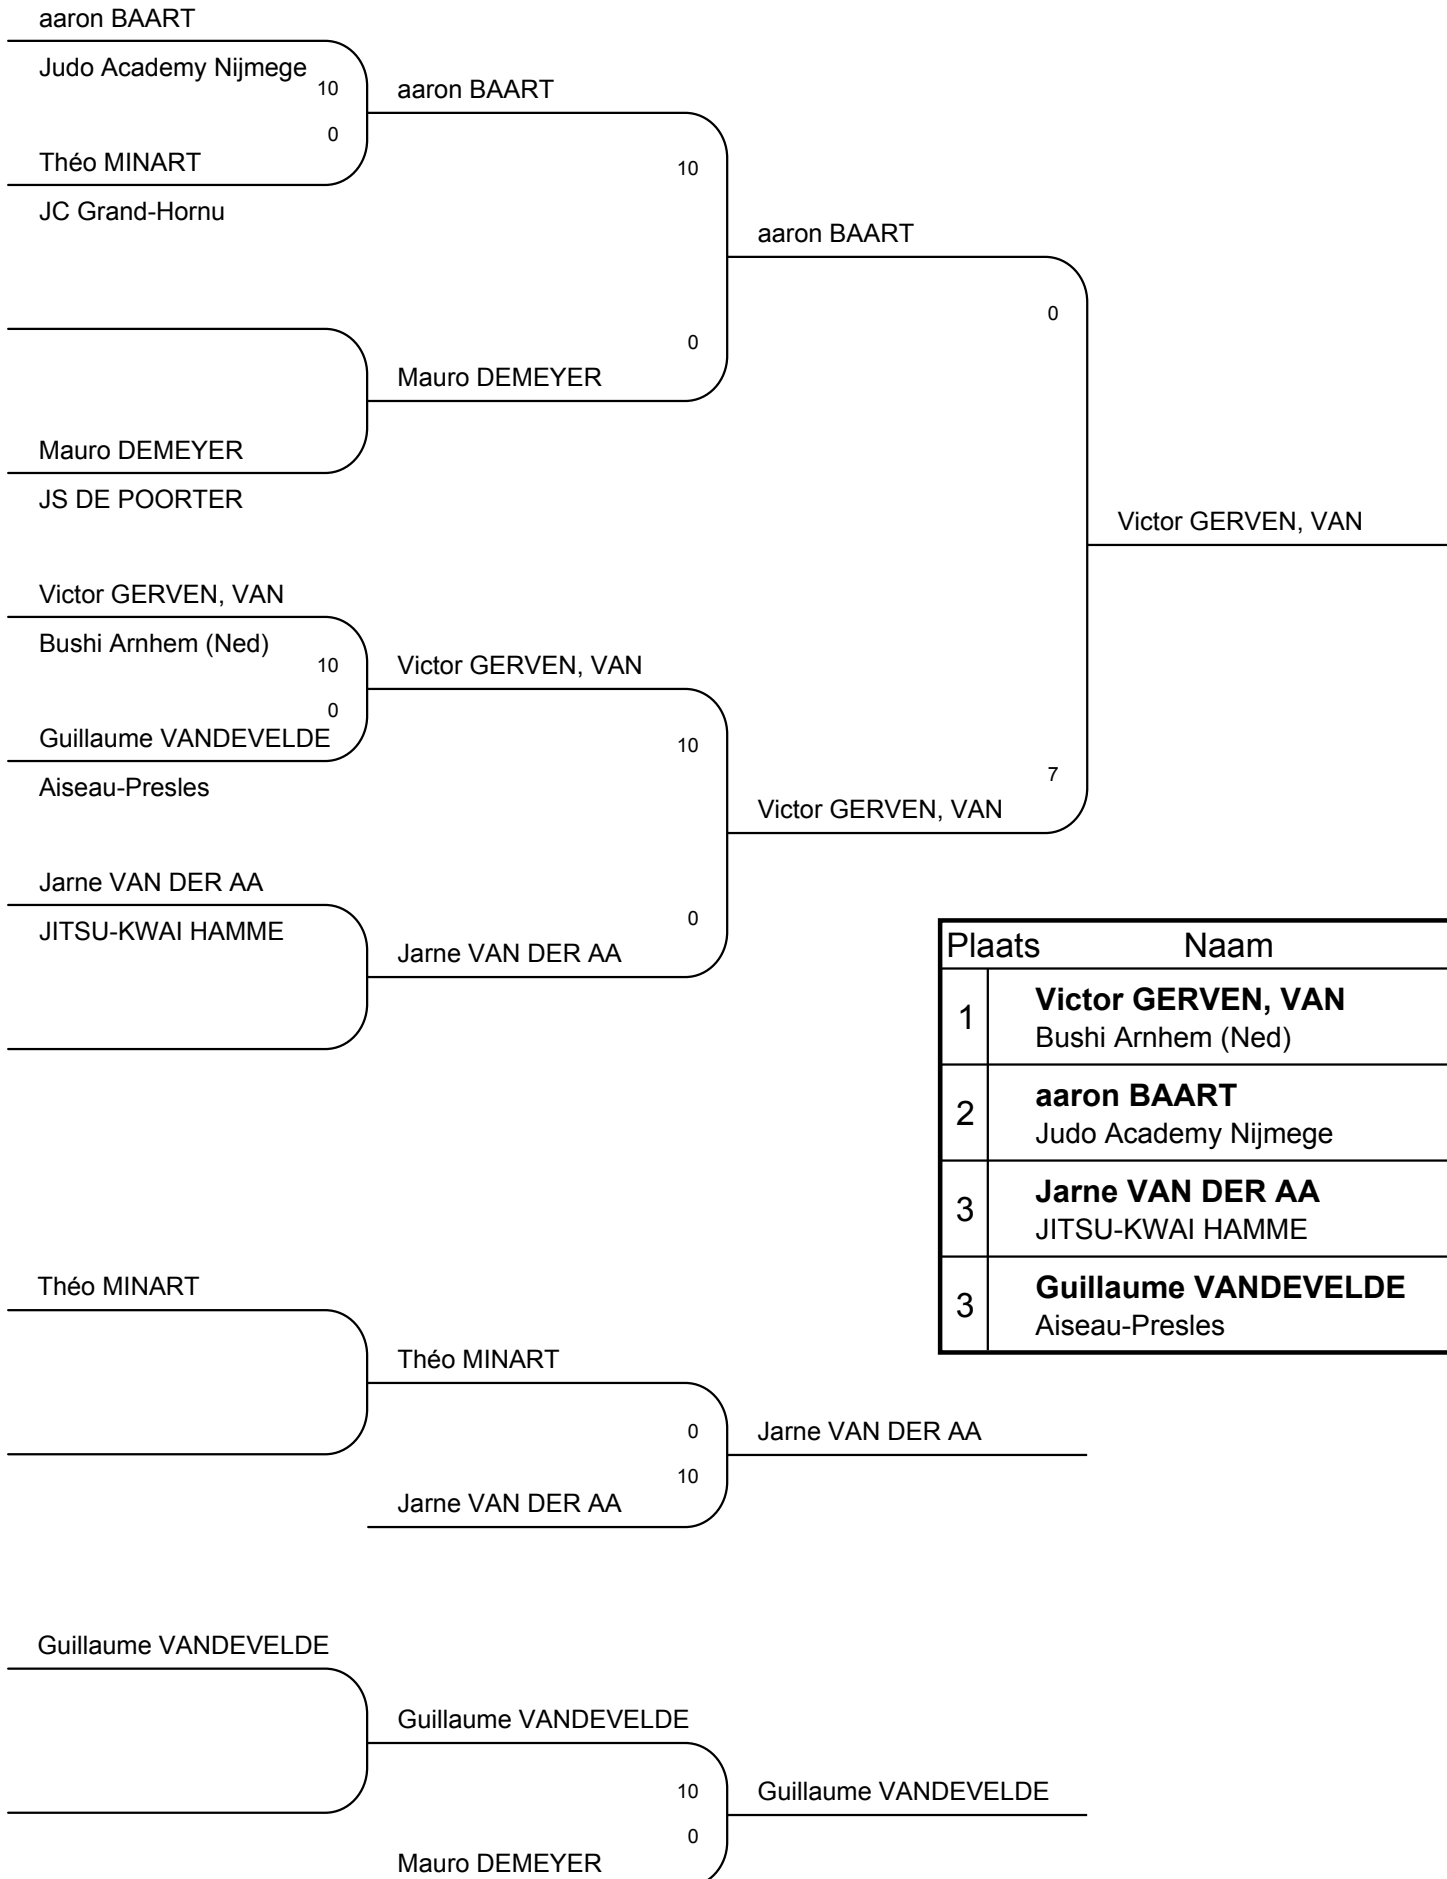 aaron BAART
Judo Academy Nijmege
10
0
Théo MINART
JC Grand-Hornu
aaron BAART
10
0
Mauro DEMEYER
Mauro DEMEYER
JS DE POORTER
aaron BAART
0
7
Victor GERVEN, VAN
Victor GERVEN, VAN
Victor GERVEN, VAN
Bushi Arnhem (Ned)
10
0
Guillaume VANDEVELDE
Aiseau-Presles
Victor GERVEN, VAN
10
0
Jarne VAN DER AA
Jarne VAN DER AA
JITSU-KWAI HAMME
Plaats Naam
1 Victor GERVEN, VAN
Bushi Arnhem (Ned)
2 aaron BAART
Judo Academy Nijmege
3 Jarne VAN DER AA
JITSU-KWAI HAMME
3 Guillaume VANDEVELDE
Aiseau-Presles
Théo MINART
Théo MINART
0
10
Jarne VAN DER AA
Jarne VAN DER AA
Guillaume VANDEVELDE
Guillaume VANDEVELDE
10
0
Mauro DEMEYER
Guillaume VANDEVELDE